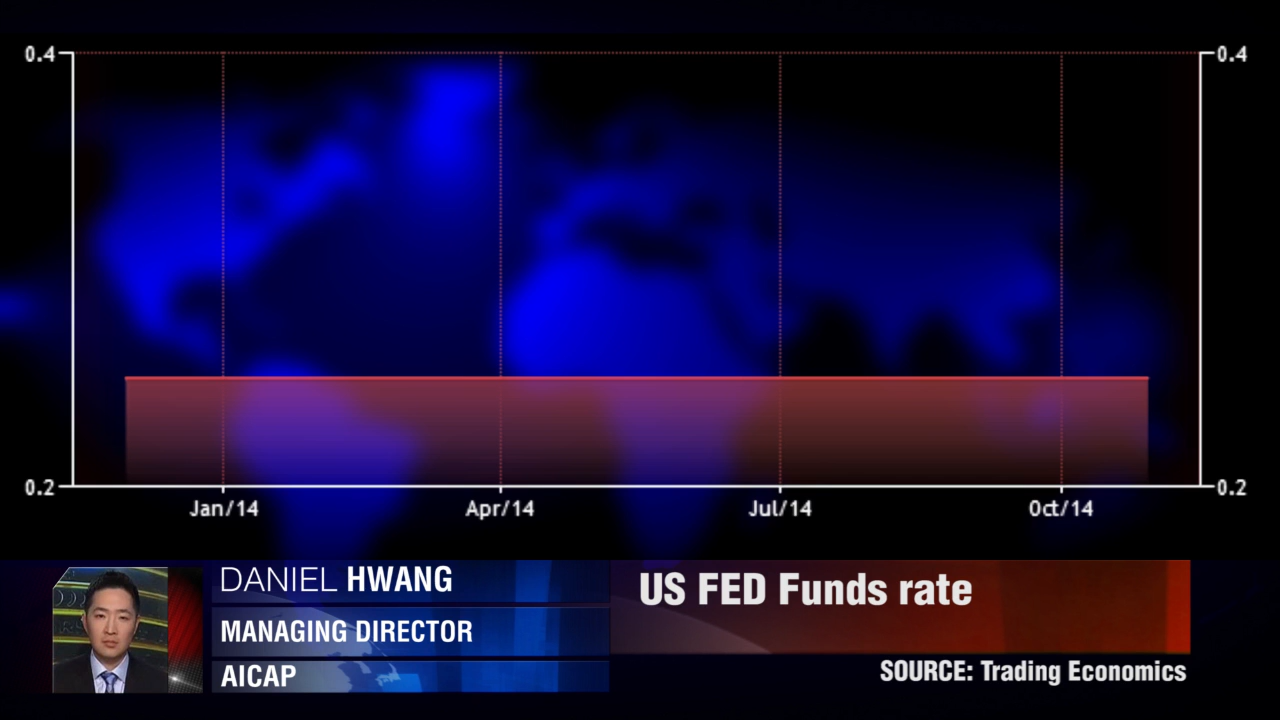 0.4 0.4
0.2 0.2
Jan/14 Apr/14 Jul/14 Oct/14
DANIEL HWANG
MANAGING DIRECTOR
AICAP
US FED Funds rate
SOURCE: Trading Economics